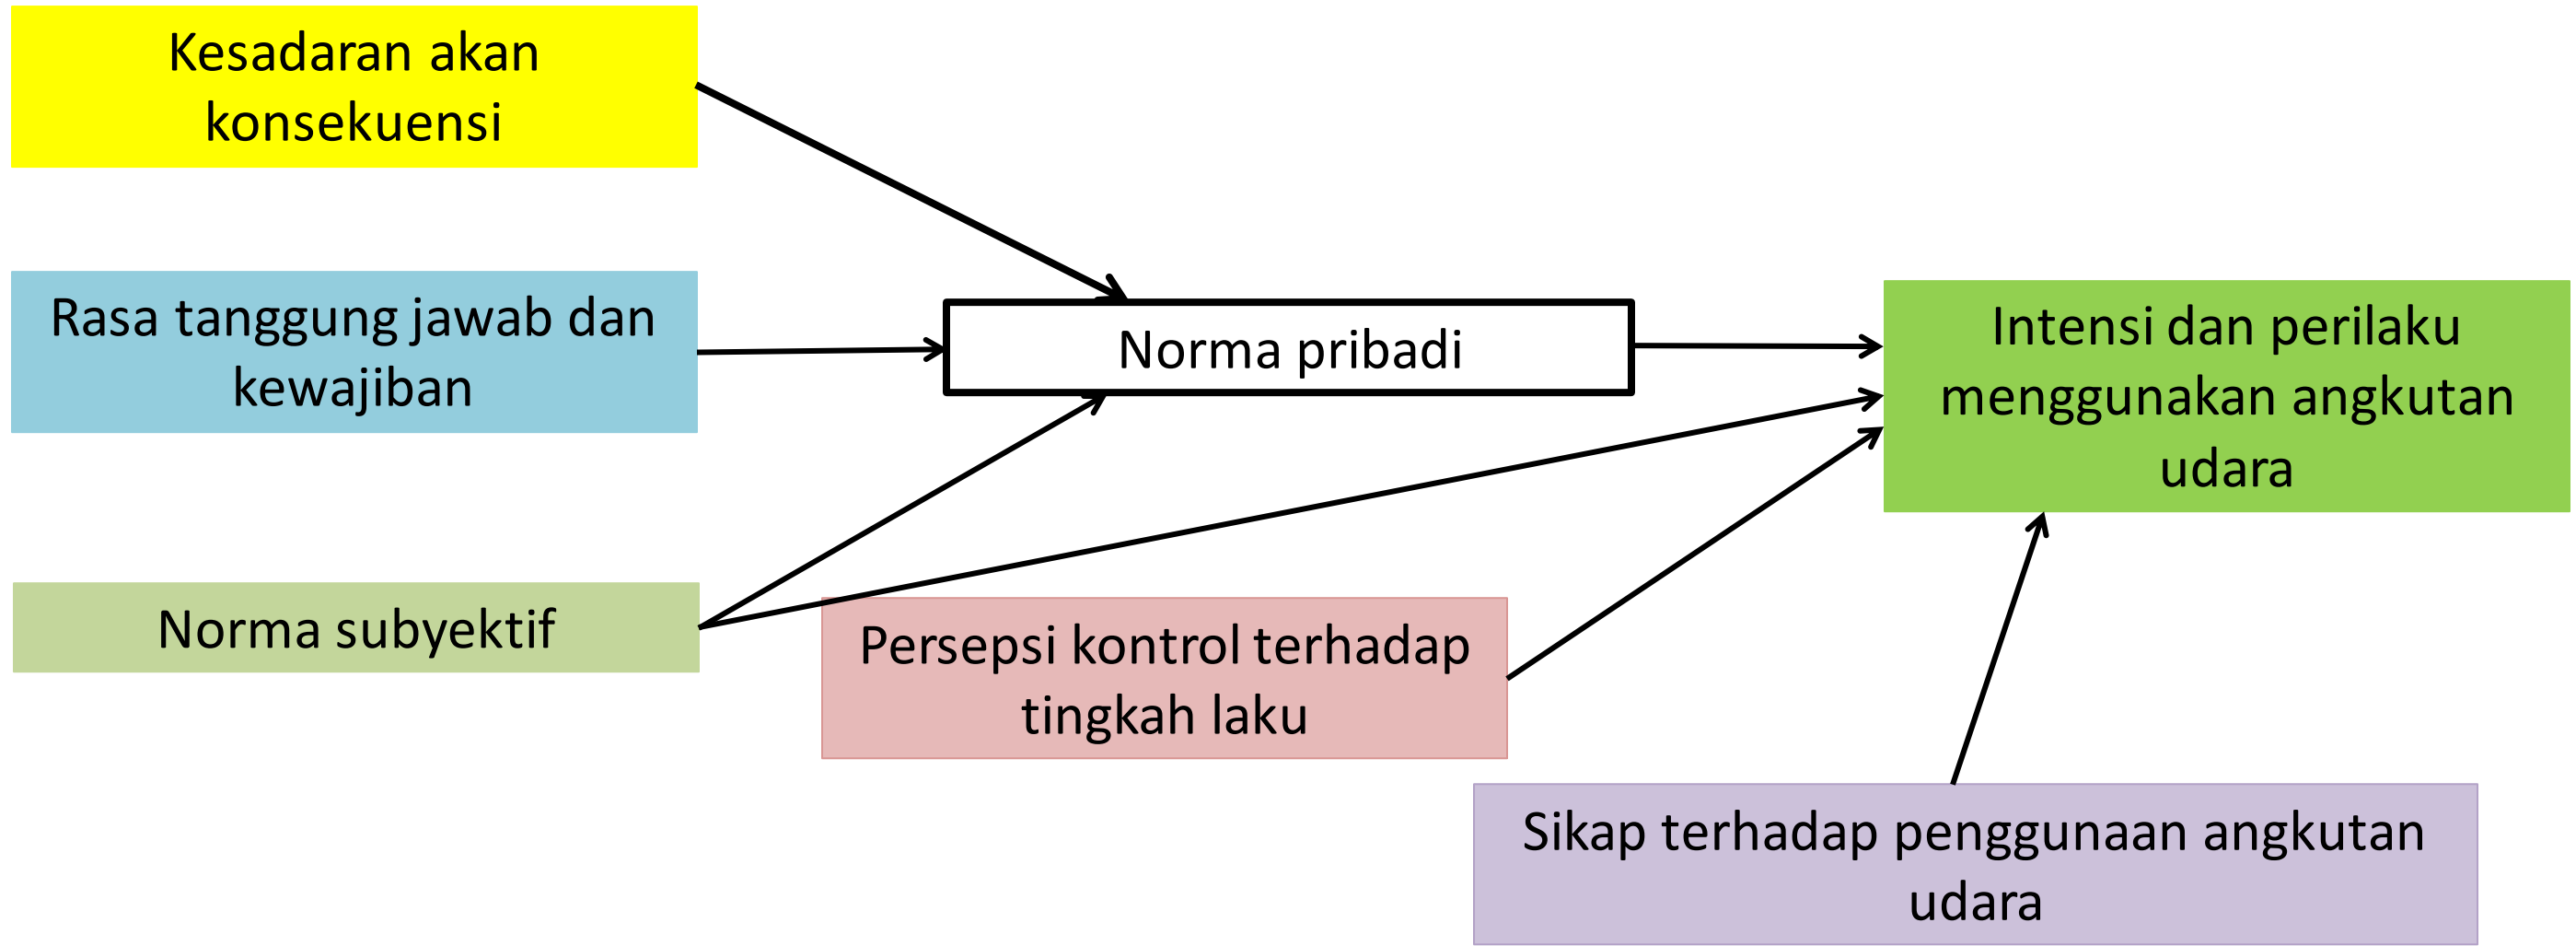 Kesadaran akan
konsekuensi
Rasa tanggung jawab dan
kewajiban
Norma pribadi
Intensi dan perilaku
menggunakan angkutan
udara
Norma subyektif
Persepsi kontrol terhadap
tingkah laku
Sikap terhadap penggunaan angkutan
udara